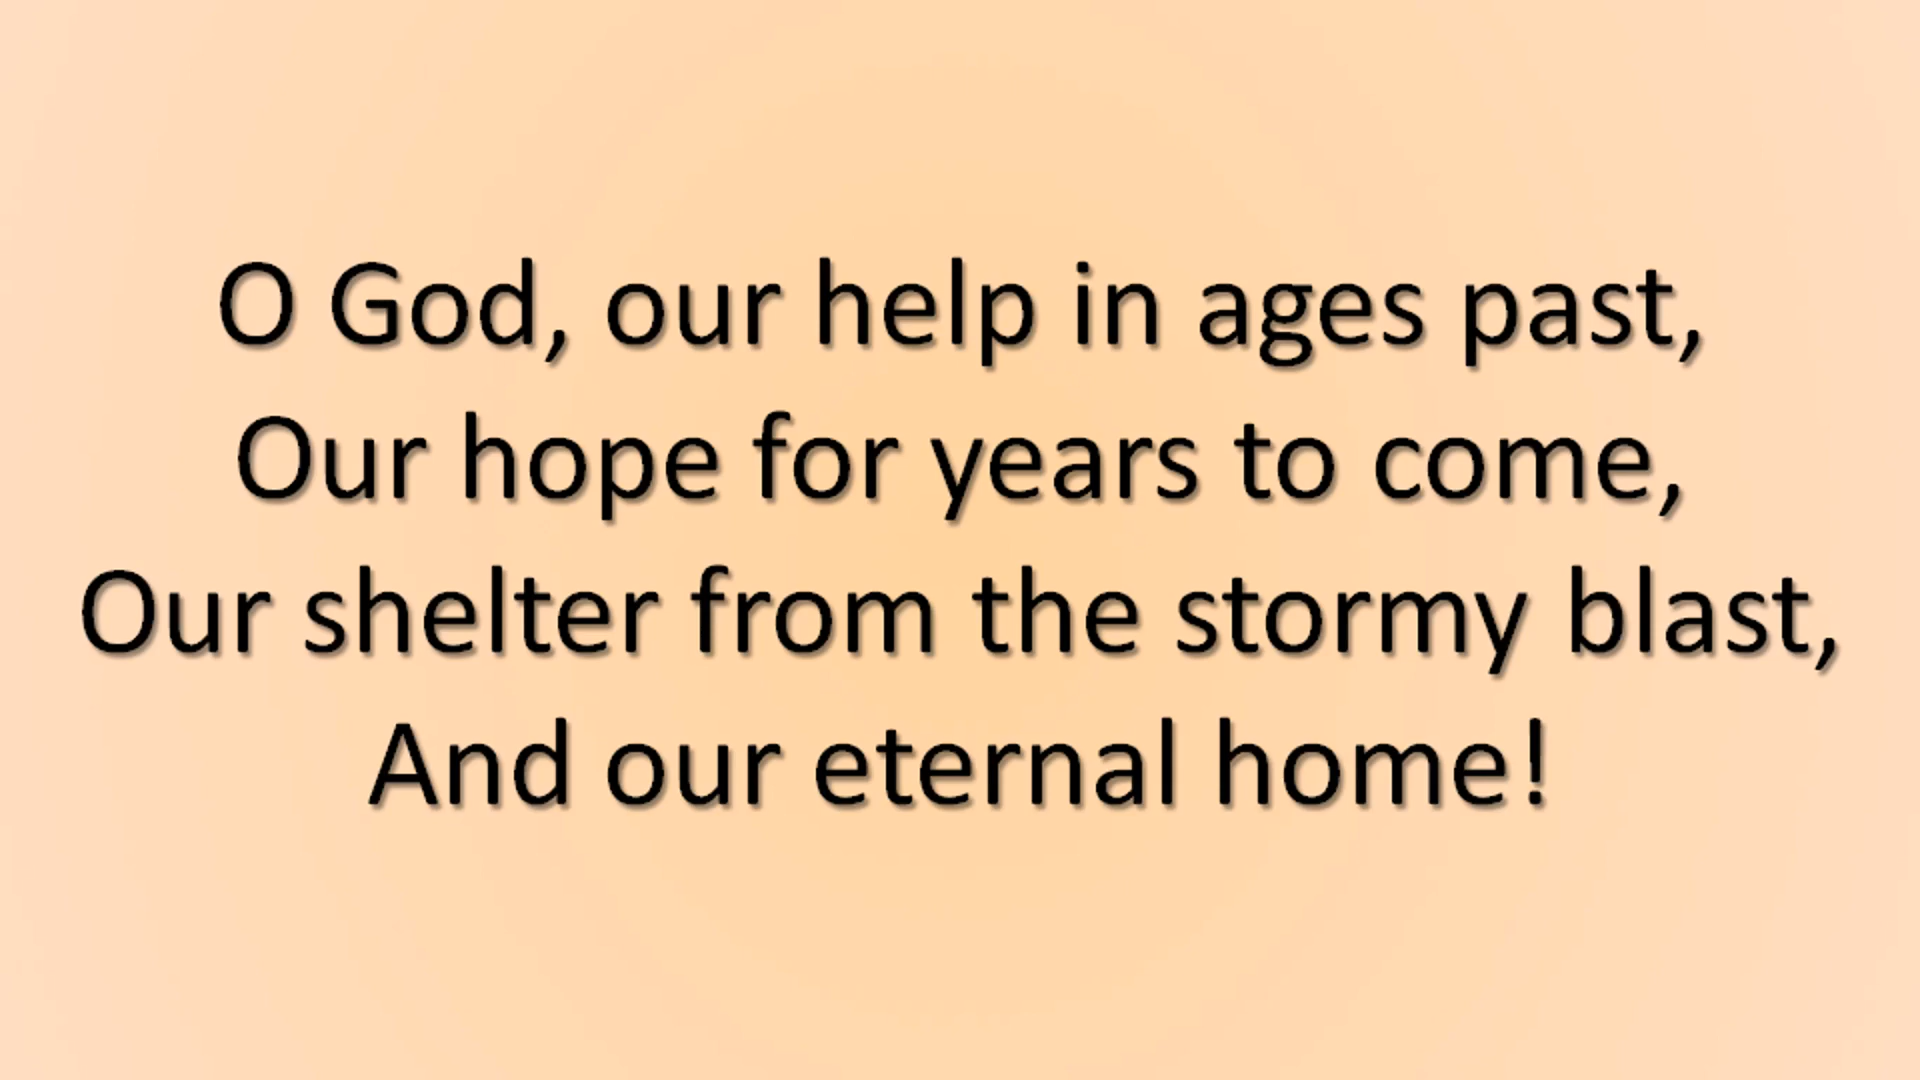 O God, our help in ages past,
Our hope for years to come,
Our shelter from the stormy blast,
And our eternal home!